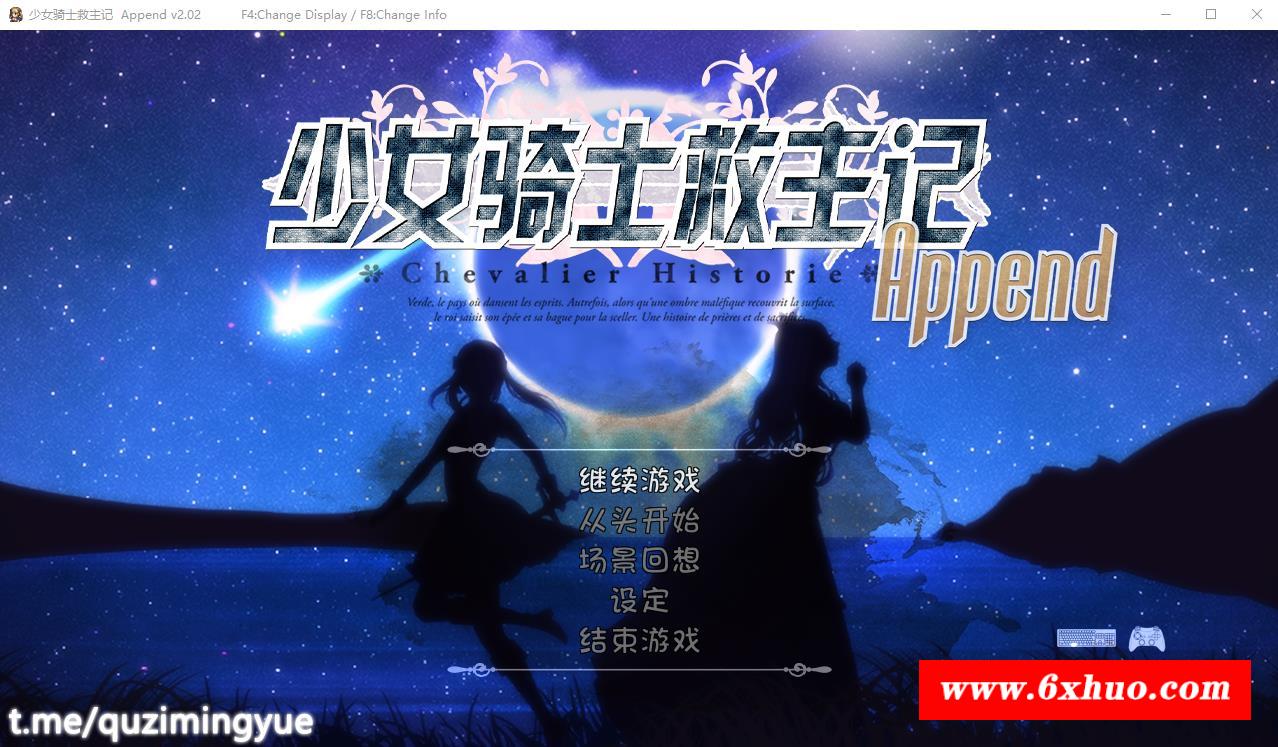 少女骑士救主记 Append v2.02 F4:Change Display / F8:Change Info
少女骑士救主记
Append
Chevalier Historie
Verde, le pays où dansent les esprits. Autrefois, alors qu'une ombre maléfique recouvrit la surface,
le roi saisit son épée et sa bague pour la sceller. Une histoire de prières et de sacrifices.
继续游戏
从头开始
场景回想
设定
结束游戏
www.6xhuo.com
t.me/quzimingyue